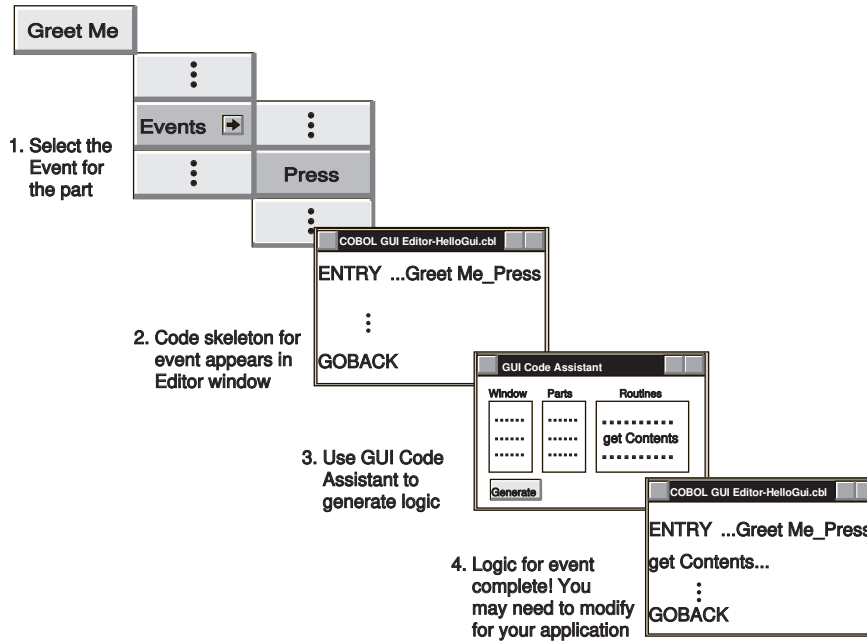 Greet Me
Events
Press
1. Select the
Event for
the part
COBOL GUI Editor-HelloGui.cbl
ENTRY ...Greet Me_Press
GOBACK
2. Code skeleton for
event appears in
Editor window
GUI Code Assistant
Window Parts Routines
get Contents
Generate
3. Use GUI Code
Assistant to
generate logic
COBOL GUI Editor-HelloGui.cbl
ENTRY ...Greet Me_Press
get Contents...
GOBACK
4. Logic for event
complete! You
may need to modify
for your application